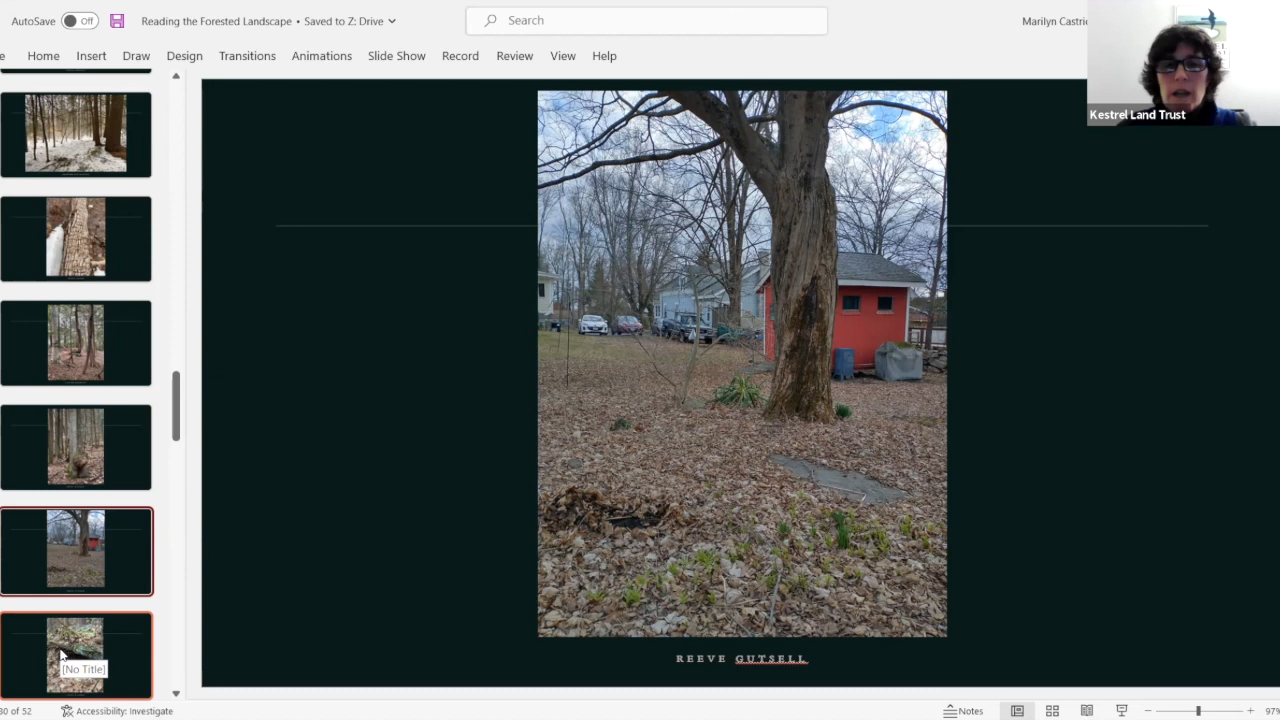 AutoSave Off Reading the Forested Landscape • Saved to Z: Drive Search Marilyn Castri
Home Insert Draw Design Transitions Animations Slide Show Record Review View Help
Kestrel Land Trust
REEVE GUTSELL
[No Title]
30 of 52 Accessibility: Investigate Notes 97%